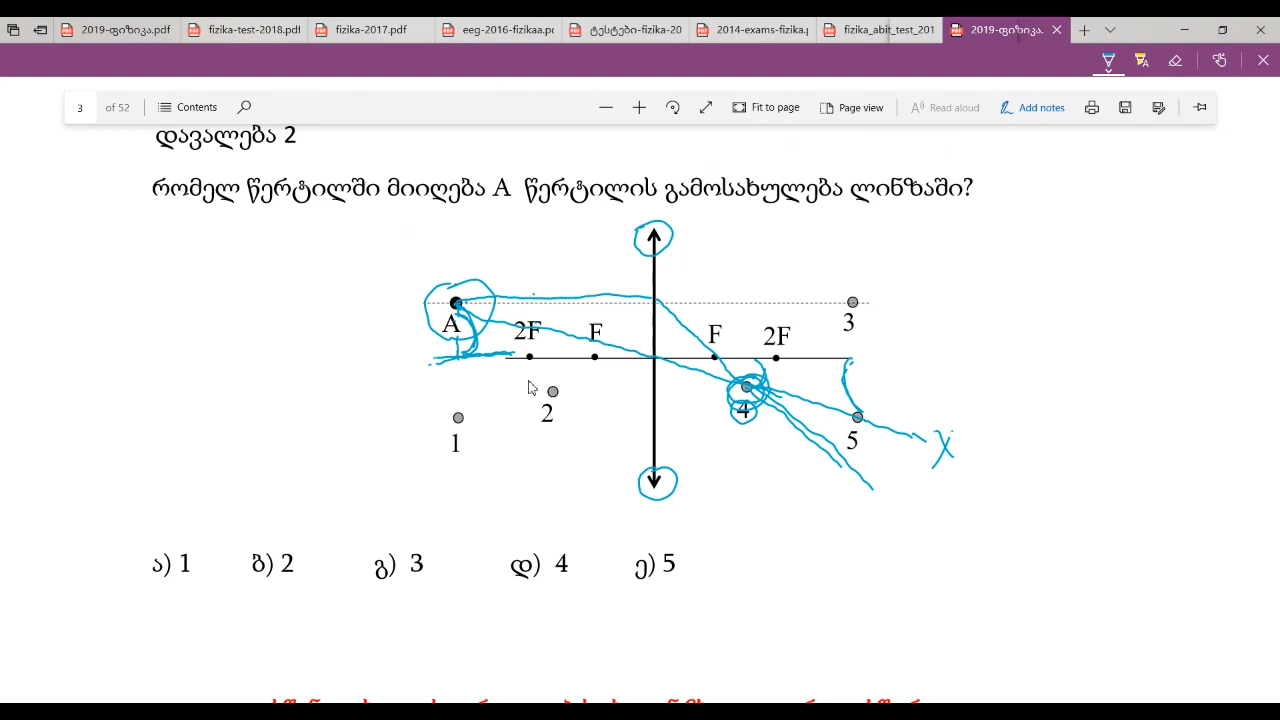 2019-ფიზიკა.pdf fizika-test-2018.pdf fizika-2017.pdf eeg-2016-fizikaa.pc ტესტები-ფიზიკა-20 2014-exams-fizika.p fizika_abit_test_201 2019-ფიზიკა.
3 of 52 Contents Fit to page Page view Read aloud Add notes
დავალება 2
რომელ წერტილში მიიღება A წერტილის გამოსახულება ლინზაში?
A 2F F F 2F 3
2 4
1 5 X
ა) 1 ბ) 2 გ) 3 დ) 4 ე) 5